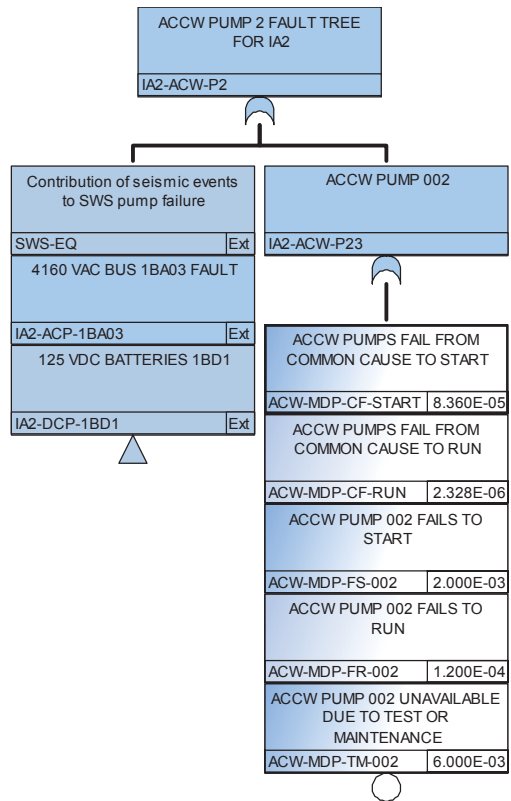 ACCW PUMP 2 FAULT TREE
FOR IA2
IA2-ACW-P2
Contribution of seismic events
to SWS pump failure
SWS-EQ Ext
4160 VAC BUS 1BA03 FAULT
IA2-ACP-1BA03 Ext
125 VDC BATTERIES 1BD1
IA2-DCP-1BD1 Ext
ACCW PUMP 002
IA2-ACW-P23
ACCW PUMPS FAIL FROM
COMMON CAUSE TO START
ACW-MDP-CF-START 8.360E-05
ACCW PUMPS FAIL FROM
COMMON CAUSE TO RUN
ACW-MDP-CF-RUN 2.328E-06
ACCW PUMP 002 FAILS TO
START
ACW-MDP-FS-002 2.000E-03
ACCW PUMP 002 FAILS TO
RUN
ACW-MDP-FR-002 1.200E-04
ACCW PUMP 002 UNAVAILABLE
DUE TO TEST OR
MAINTENANCE
ACW-MDP-TM-002 6.000E-03